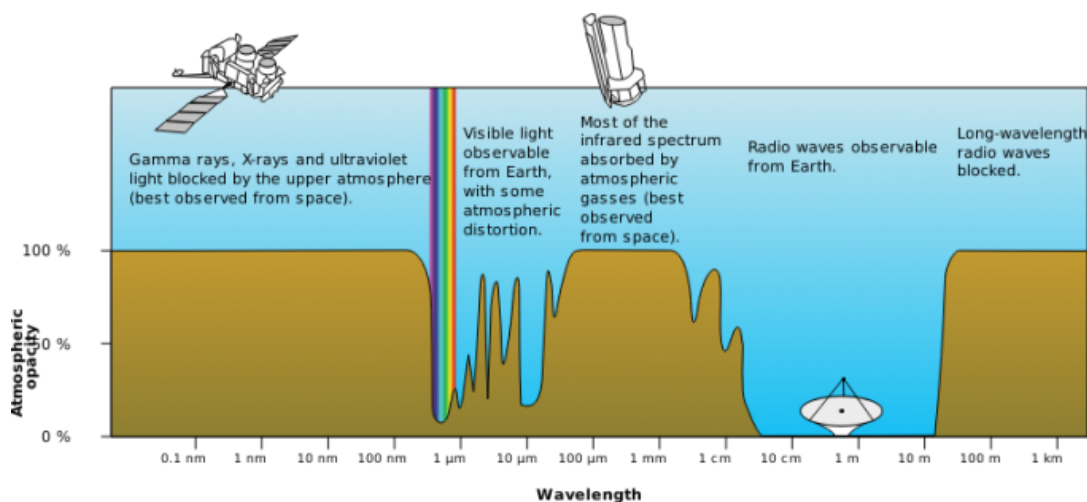 Gamma rays, X-rays and ultraviolet
light blocked by the upper atmosphere
(best observed from space).
Visible light
observable
from Earth,
with some
atmospheric
distortion.
Most of the
infrared spectrum
absorbed by
atmospheric
gasses (best
observed
from space).
Radio waves observable
from Earth.
Long-wavelength
radio waves
blocked.
Atmospheric
opacity
100 %
50 %
0 %
0.1 nm
1 nm
10 nm
100 nm
1 μm
10 μm
100 μm
1 mm
1 cm
10 cm
1 m
10 m
100 m
1 km
Wavelength